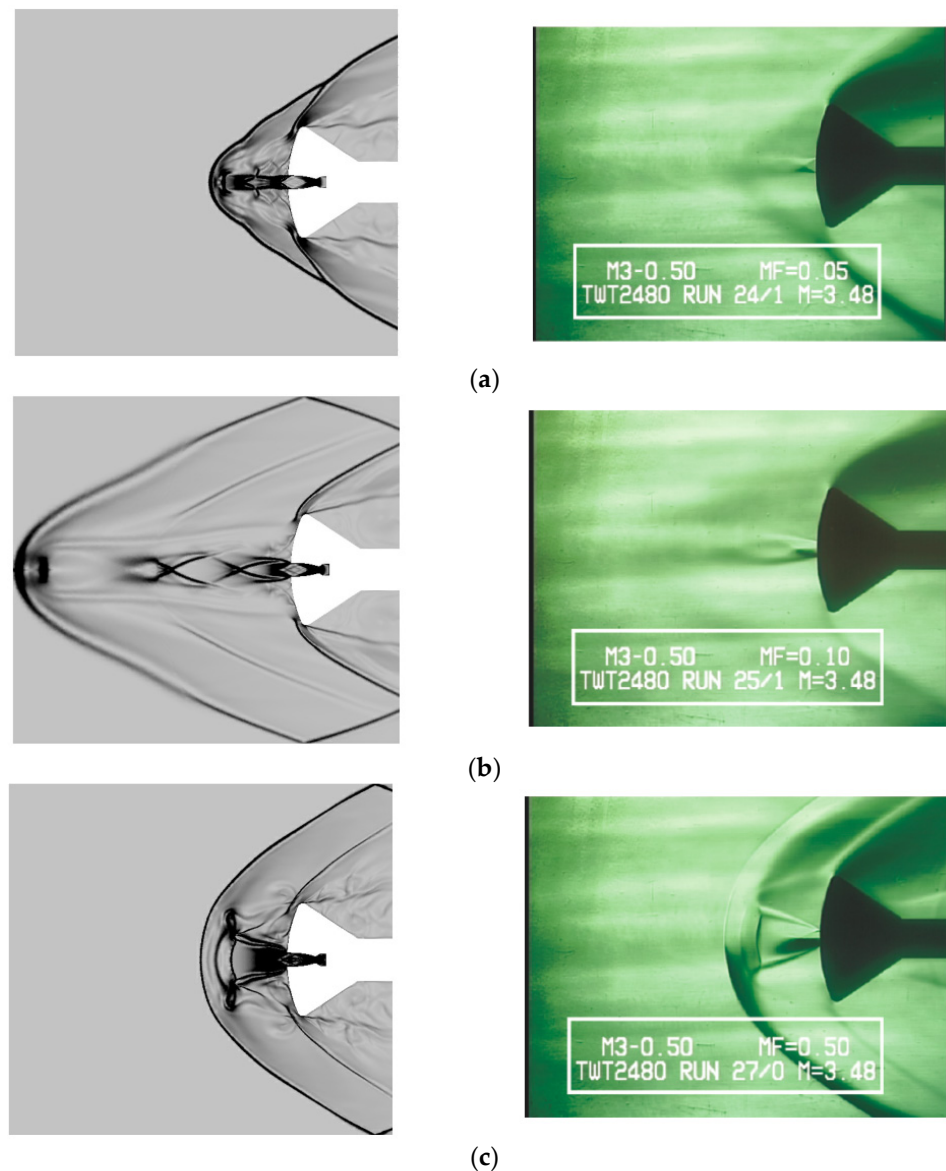 M3-0.50 MF=0.05
TWT2480 RUN 24/1 M=3.48
(a)
M3-0.50 MF=0.10
TWT2480 RUN 25/1 M=3.48
(b)
M3-0.50 MF=0.50
TWT2480 RUN 27/0 M=3.48
(c)